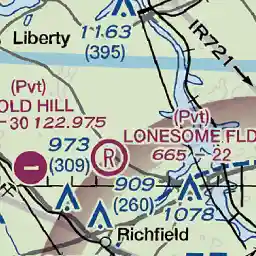 1163
(395)
Liberty
IR721
(Pvt)
OLD HILL
- 30 122.975
(Pvt)
LONESOME FLD
665 - 22
973
(309)
R
909
(260)
1078
Richfield